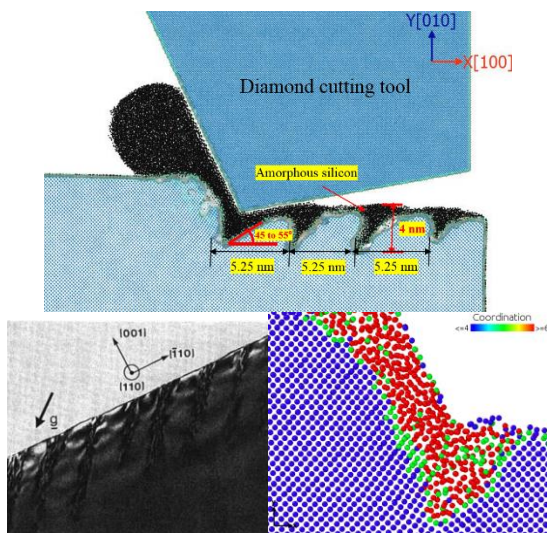 Y[010]
X[100]
Diamond cutting tool
Amorphous silicon
45 to 55°
4 nm
5.25 nm
5.25 nm
5.25 nm
(001)
[1̄10)
(110)
g
Coordination
<=4
>=6